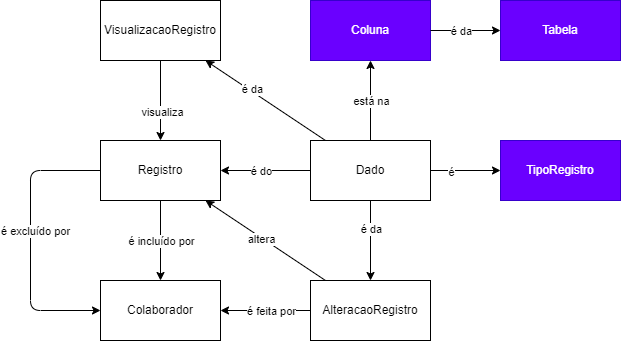 VisualizacaoRegistro
Coluna
é da
Tabela
é da
está na
visualiza
Registro
é do
Dado
é
TipoRegistro
é excluído por
é incluído por
altera
é da
Colaborador
é feita por
AlteracaoRegistro